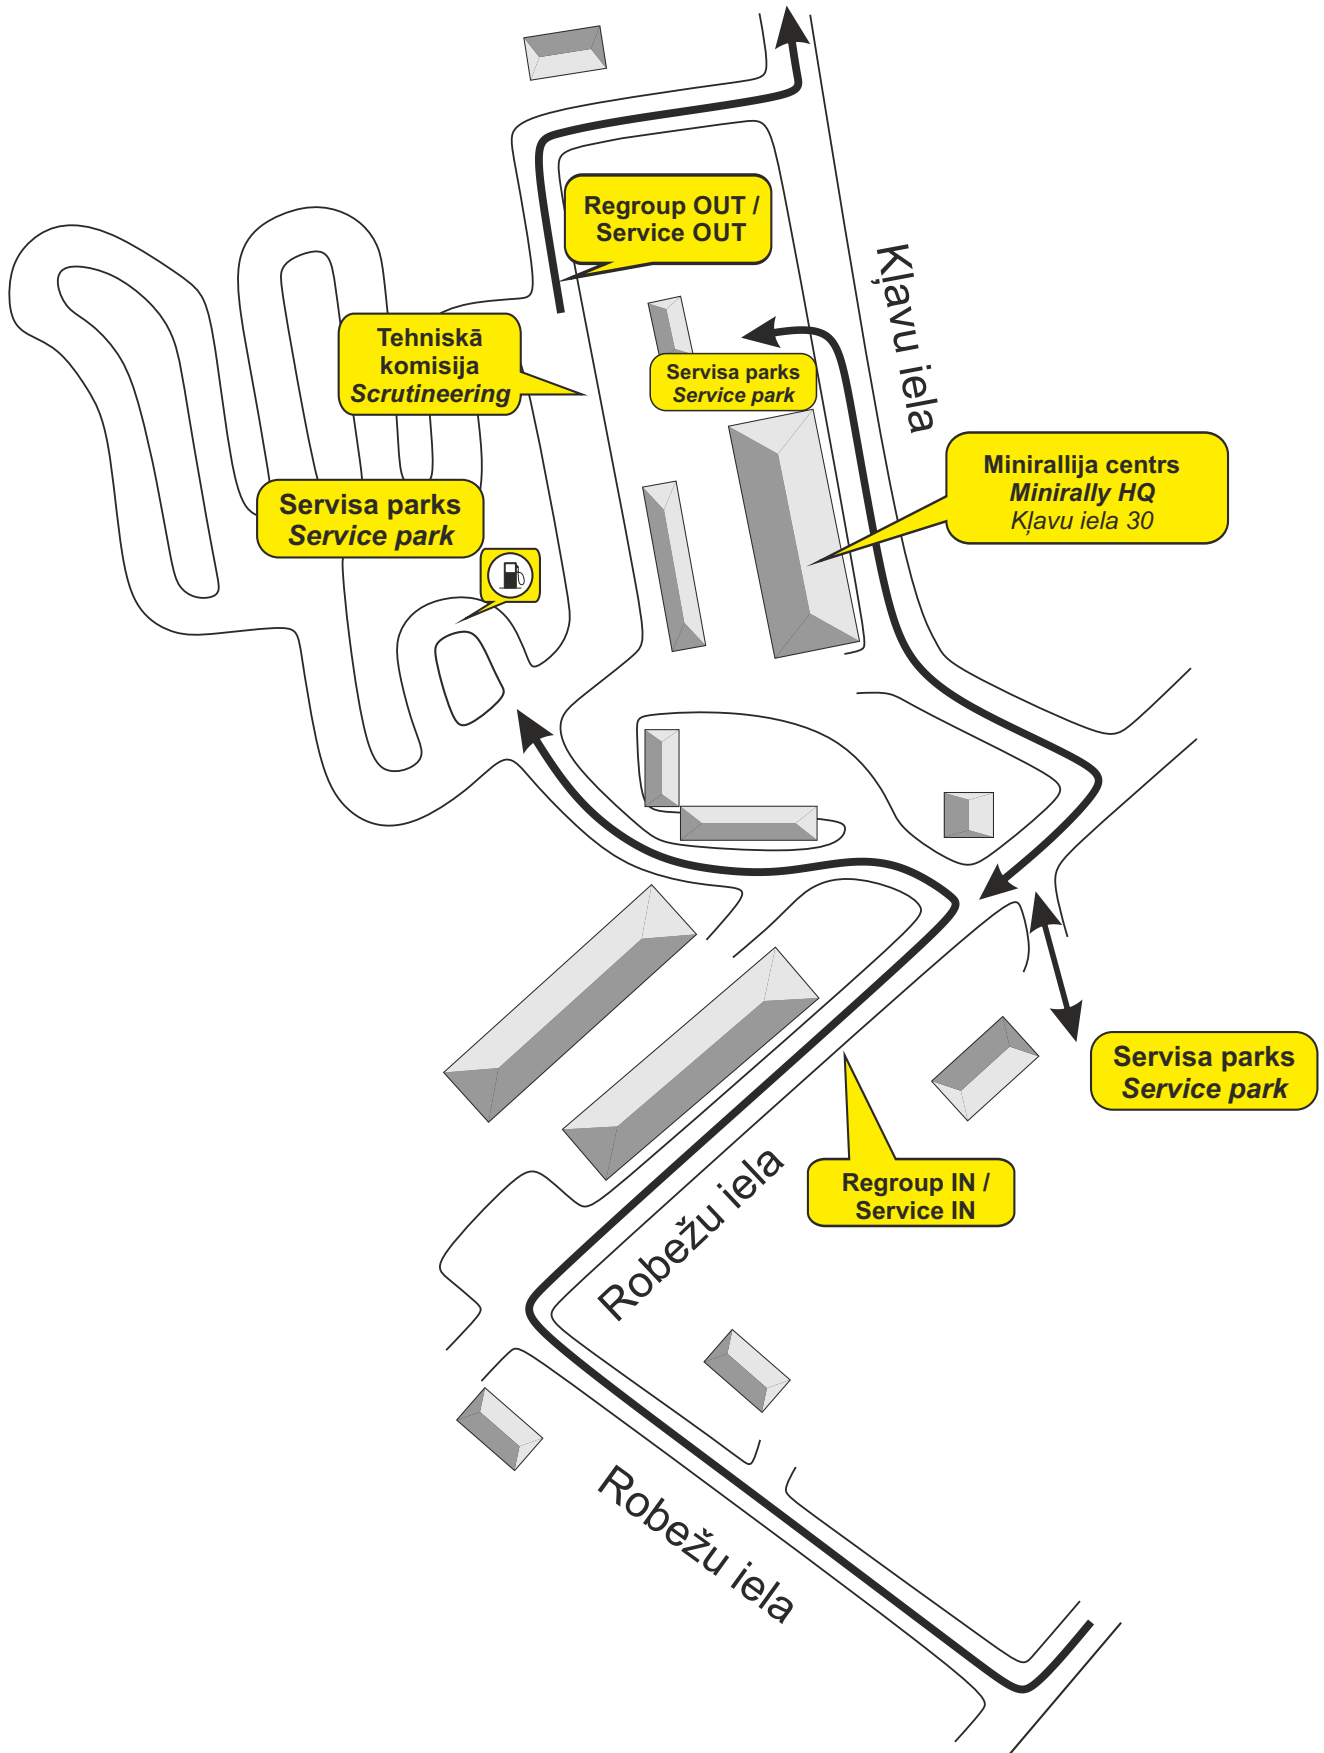 Regroup OUT /
Service OUT
Kļavu iela
Tehniskā
komisija
Scrutineering
Servisa parks
Service park
Minirallija centrs
Minirally HQ
Kļavu iela 30
Servisa parks
Service park
Servisa parks
Service park
Regroup IN /
Service IN
Robežu iela
Robežu iela